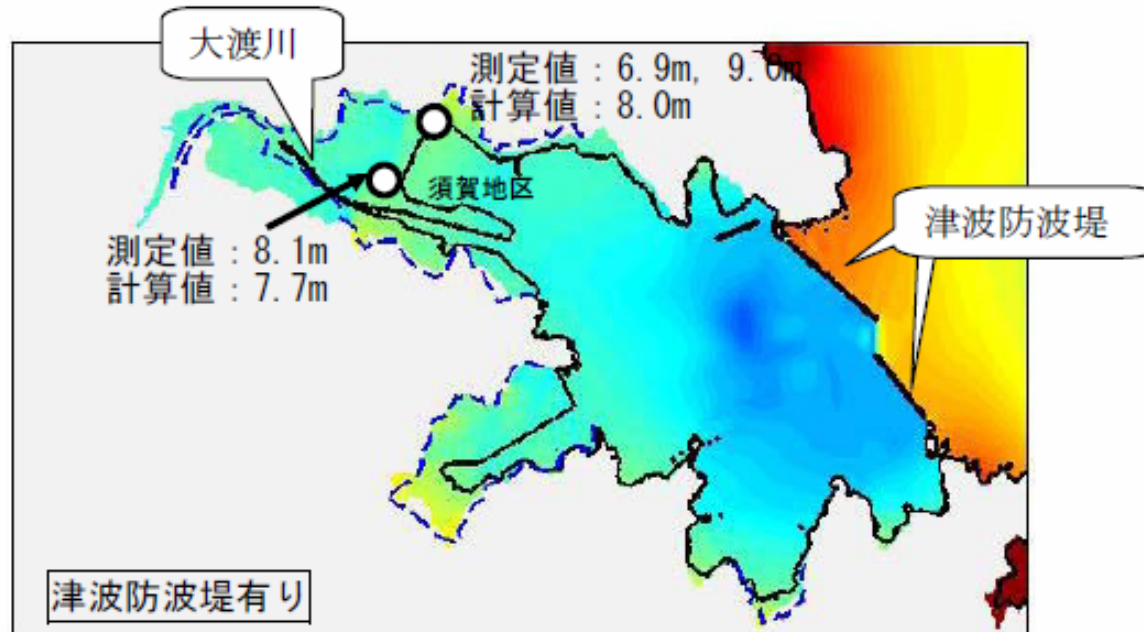 大渡川
測定値：6.9m, 9.0m
計算値：8.0m
須賀地区
津波防波堤
測定値：8.1m
計算値：7.7m
津波防波堤有り